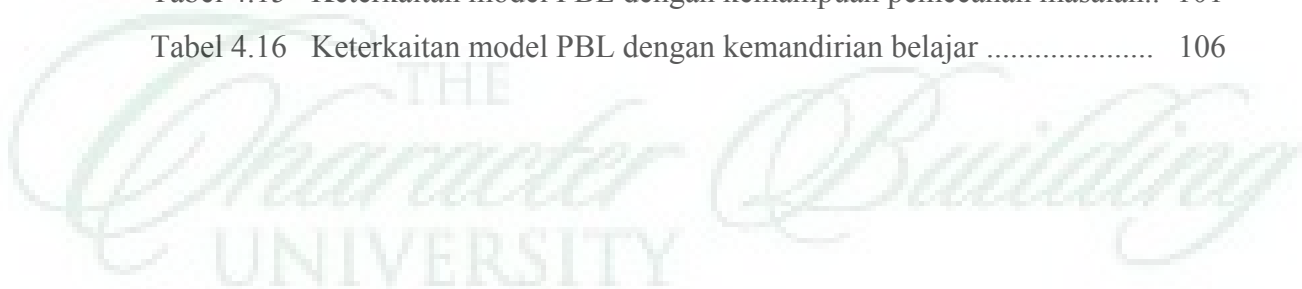 Tabel 4.15 Keterkaitan model PBL dengan kemampuan pemecahan masalah.. 101
Tabel 4.16 Keterkaitan model PBL dengan kemandirian belajar ..................... 106
THE
Character Building
UNIVERSITY